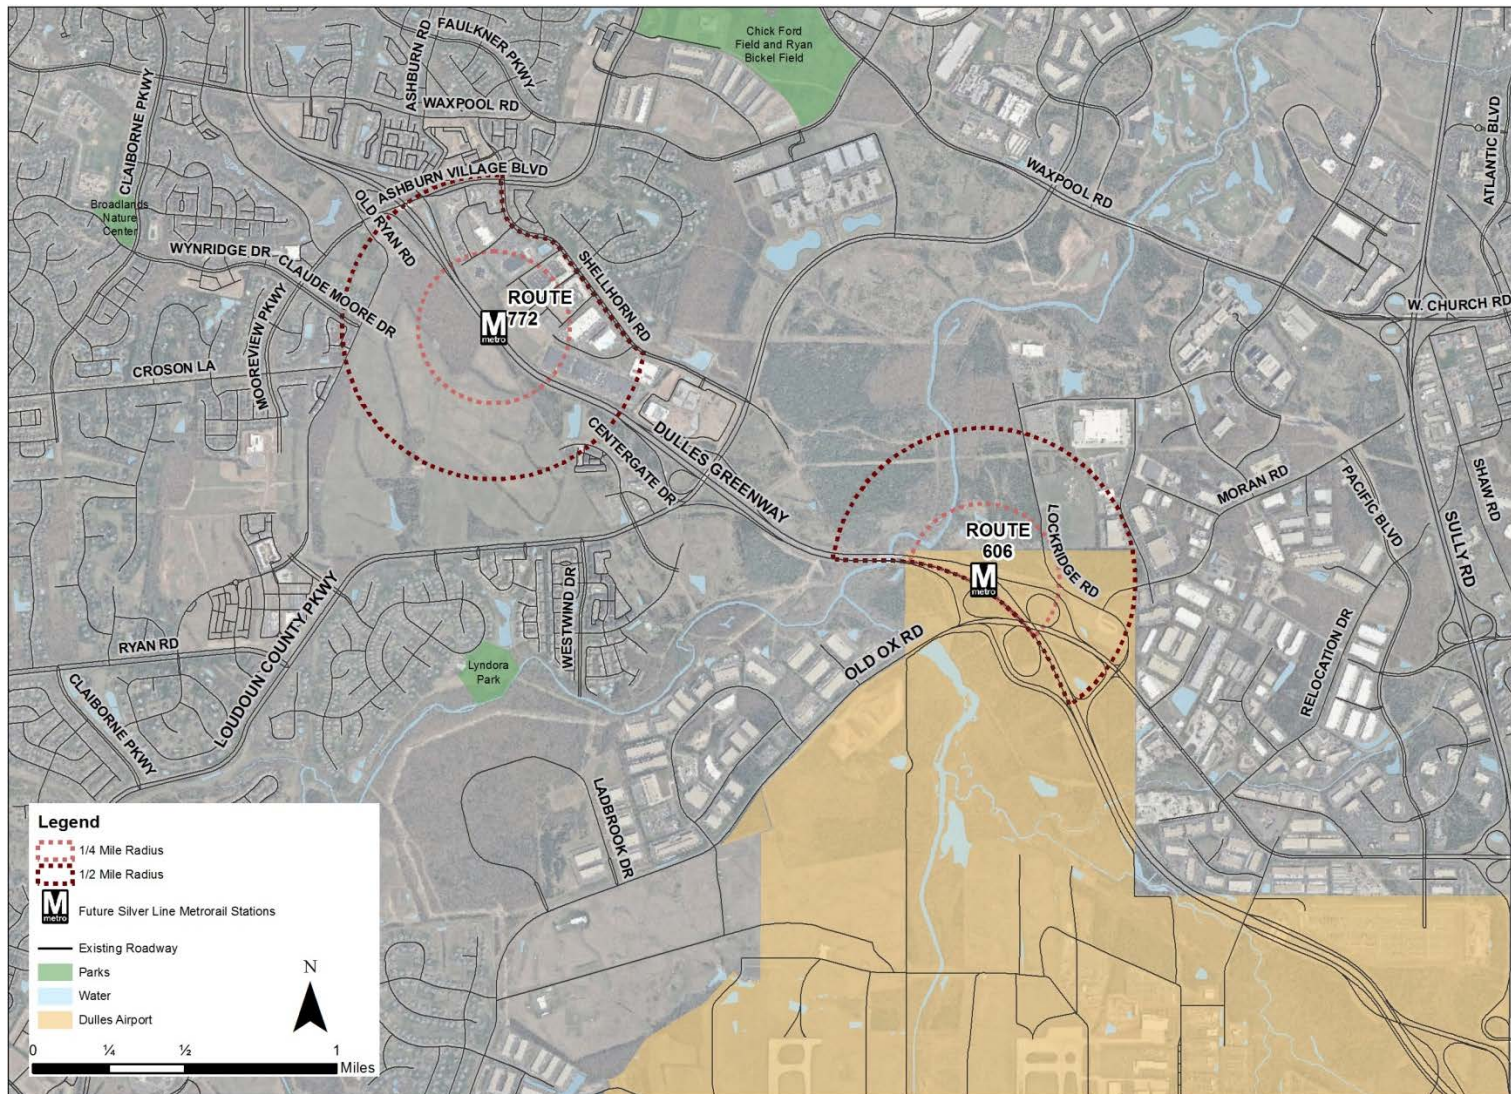 Chick Ford
Field and Ryan
Bickel Field
FAULKNER PKWY
ASHBURN RD
WAXPOOL RD
CLAIBORNE PKWY
ATLANTIC BLVD
WAXPOOL RD
ASHBURN VILLAGE BLVD
OLD RYAN RD
Broadlands
Nature
Center
WYNRIDGE DR
CLAUDE MOORE DR
SHELLHORN RD
W. CHURCH RD
ROUTE
772
M
metro
MOOREVIEW PKWY
CROSON LA
CENTERGATE DR
DULLES GREENWAY
MORAN RD
PACIFIC BLVD
SHAW RD
SULLY RD
ROUTE
606
M
metro
LOCKRIDGE RD
WESTWIND DR
OLD OX RD
RELOCATION DR
RYAN RD
LOUDOUN COUNTY PKWY
CLAIBORNE PKWY
Lyndora
Park
LADBROOK DR
Legend
1/4 Mile Radius
1/2 Mile Radius
M
metro
Future Silver Line Metrorail Stations
Existing Roadway
Parks
Water
Dulles Airport
N
0 ¼ ½ 1
Miles